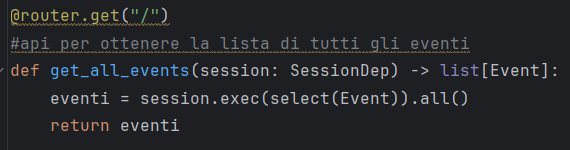 @router.get("/")
#api per ottenere la lista di tutti gli eventi
def get_all_events(session: SessionDep) -> list[Event]:
    eventi = session.exec(select(Event)).all()
    return eventi